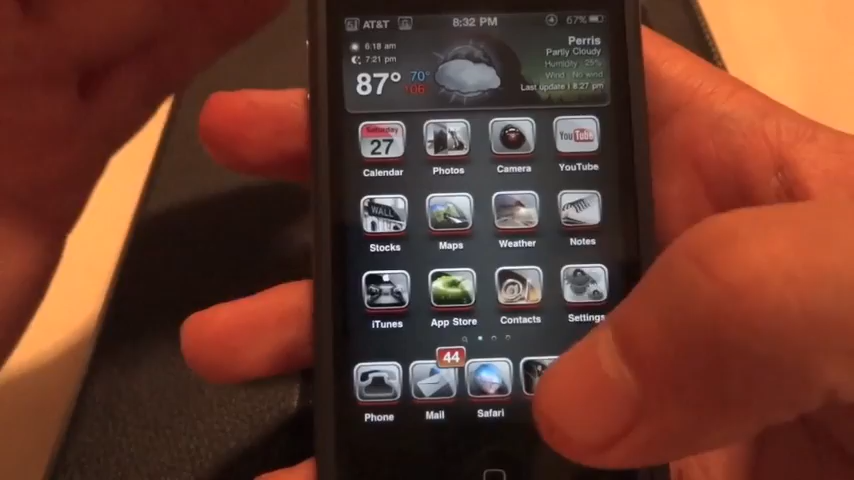 AT&T 8:32 PM 67%
6:18 am
7:21 pm
87° 70°
106
Perris
Partly Cloudy
Humidity 25%
Wind No wind
Last update : 8:27 PM
Saturday
27
You Tube
Calendar Photos Camera YouTube
WALL
Stocks Maps Weather Notes
iTunes App Store Contacts Settings
44
Phone Mail Safari